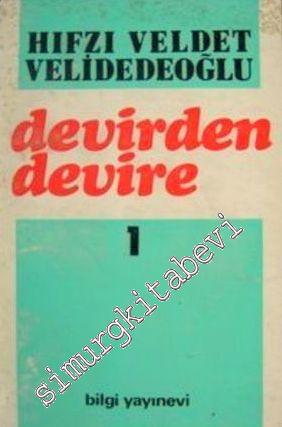 HIFZI VELDET
VELİDEDEOĞLU
devirden
devire
1
simurgkitabevi
bilgi yayınevi